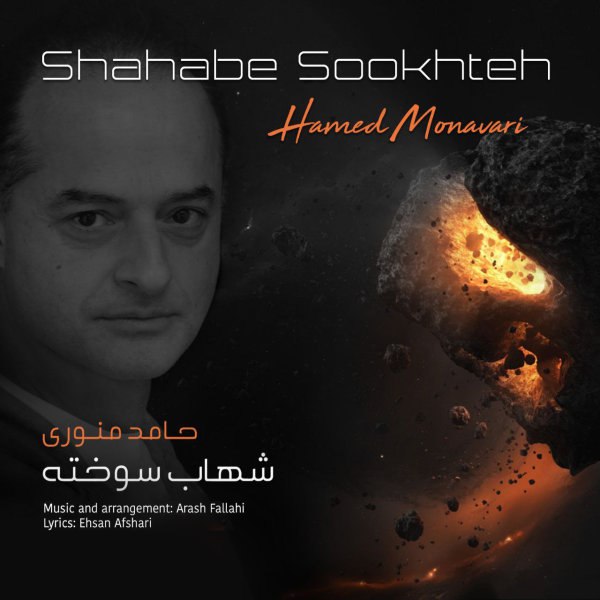 Shahabe Sookhteh
Hamed Monavari
حامد منوری
شهاب سوخته
Music and arrangement: Arash Fallahi
Lyrics: Ehsan Afshari